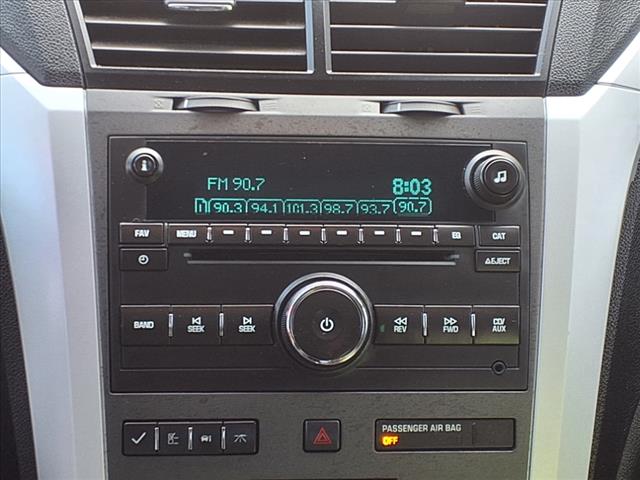 FM 90.7 8:03
1 90.3 94.1 101.3 98.7 93.7 90.7
FAV MENU EQ CAT
EJECT
BAND SEEK SEEK REV FWD CD/
AUX
PASSENGER AIR BAG
OFF